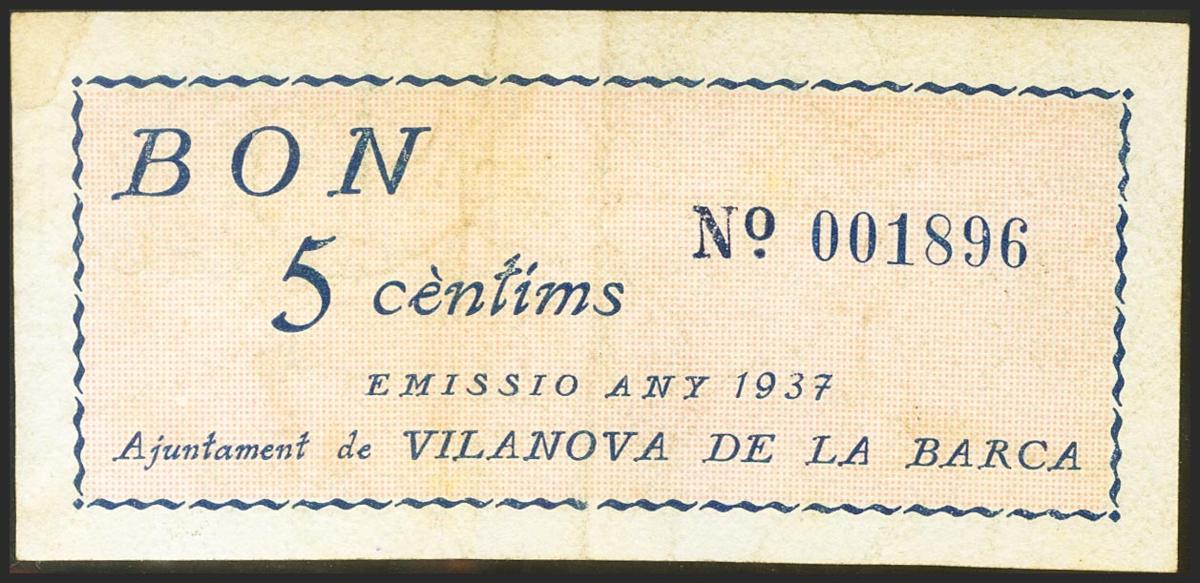 BON
Nº 001896
5 cèntims
EMISSIO ANY 1937
Ajuntament de VILANOVA DE LA BARCA